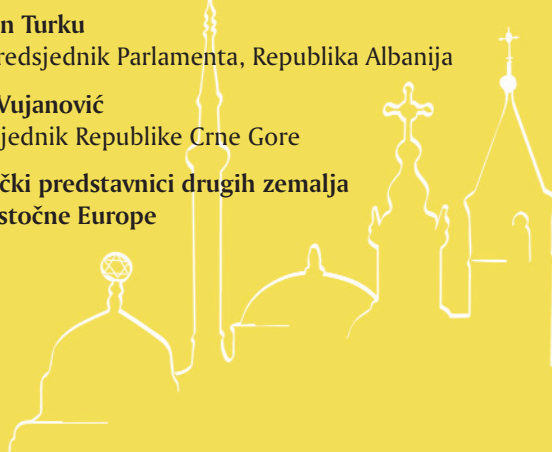 n Turku
redsjednik Parlamenta, Republika Albanija
Vujanović
jednik Republike Crne Gore
čki predstavnici drugih zemalja
stočne Europe